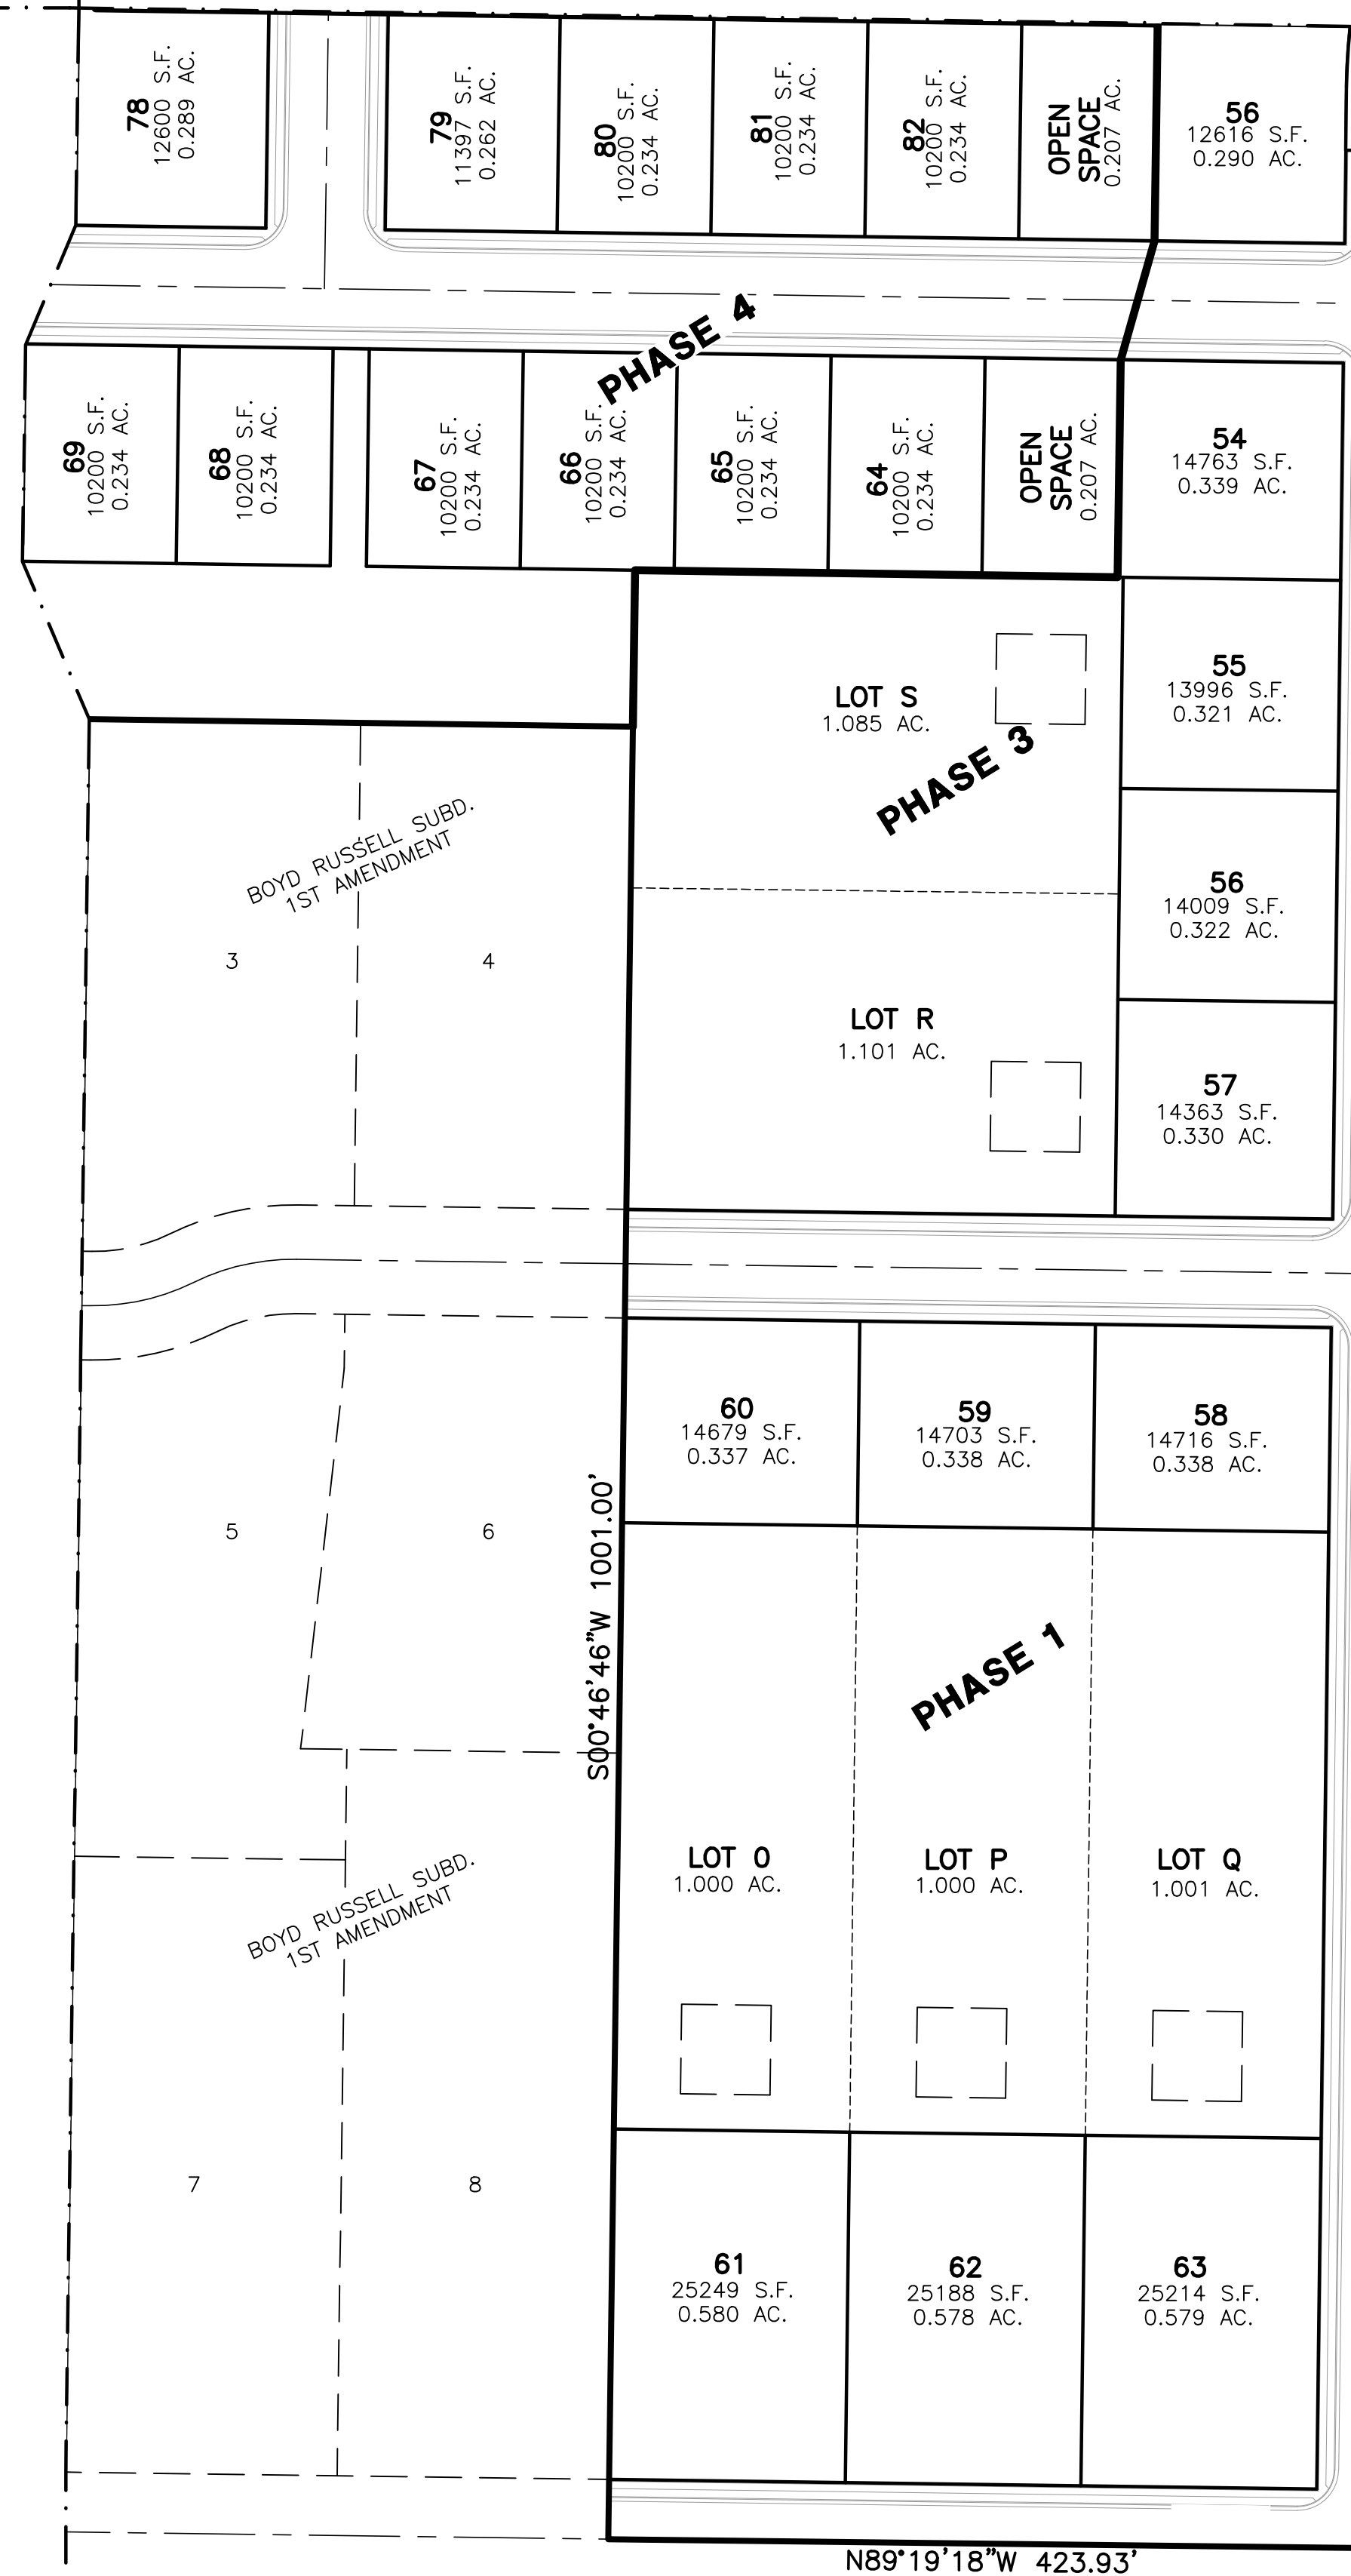 78
12600 S.F.
0.289 AC.
79
11397 S.F.
0.262 AC.
80
10200 S.F.
0.234 AC.
81
10200 S.F.
0.234 AC.
82
10200 S.F.
0.234 AC.
OPEN
SPACE
0.207 AC.
56
12616 S.F.
0.290 AC.
PHASE 4
69
10200 S.F.
0.234 AC.
68
10200 S.F.
0.234 AC.
67
10200 S.F.
0.234 AC.
66
10200 S.F.
0.234 AC.
65
10200 S.F.
0.234 AC.
64
10200 S.F.
0.234 AC.
OPEN
SPACE
0.207 AC.
54
14763 S.F.
0.339 AC.
LOT S
1.085 AC.
55
13996 S.F.
0.321 AC.
PHASE 3
BOYD RUSSELL SUBD.
1ST AMENDMENT
3
4
56
14009 S.F.
0.322 AC.
LOT R
1.101 AC.
57
14363 S.F.
0.330 AC.
60
14679 S.F.
0.337 AC.
59
14703 S.F.
0.338 AC.
58
14716 S.F.
0.338 AC.
5
6
S00°46'46"W 1001.00'
PHASE 1
LOT O
1.000 AC.
LOT P
1.000 AC.
LOT Q
1.001 AC.
BOYD RUSSELL SUBD.
1ST AMENDMENT
7
8
61
25249 S.F.
0.580 AC.
62
25188 S.F.
0.578 AC.
63
25214 S.F.
0.579 AC.
N89°19'18"W 423.93'